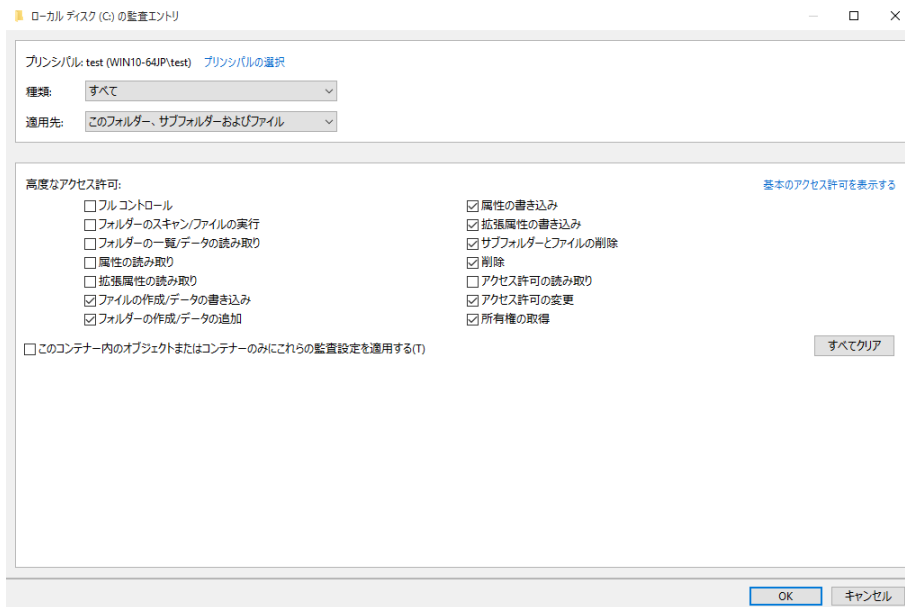 ローカル ディスク (C:) の監査エントリ
プリンシパル: test (WIN10-64JP\test) プリンシパルの選択
種類: すべて
適用先: このフォルダー、サブフォルダーおよびファイル
高度なアクセス許可: 基本のアクセス許可を表示する
フル コントロール 属性の書き込み
フォルダーのスキャン/ファイルの実行 拡張属性の書き込み
フォルダーの一覧/データの読み取り サブフォルダーとファイルの削除
属性の読み取り 削除
拡張属性の読み取り アクセス許可の読み取り
ファイルの作成/データの書き込み アクセス許可の変更
フォルダーの作成/データの追加 所有権の取得
このコンテナー内のオブジェクトまたはコンテナーのみにこれらの監査設定を適用する(T) すべてクリア
OK キャンセル